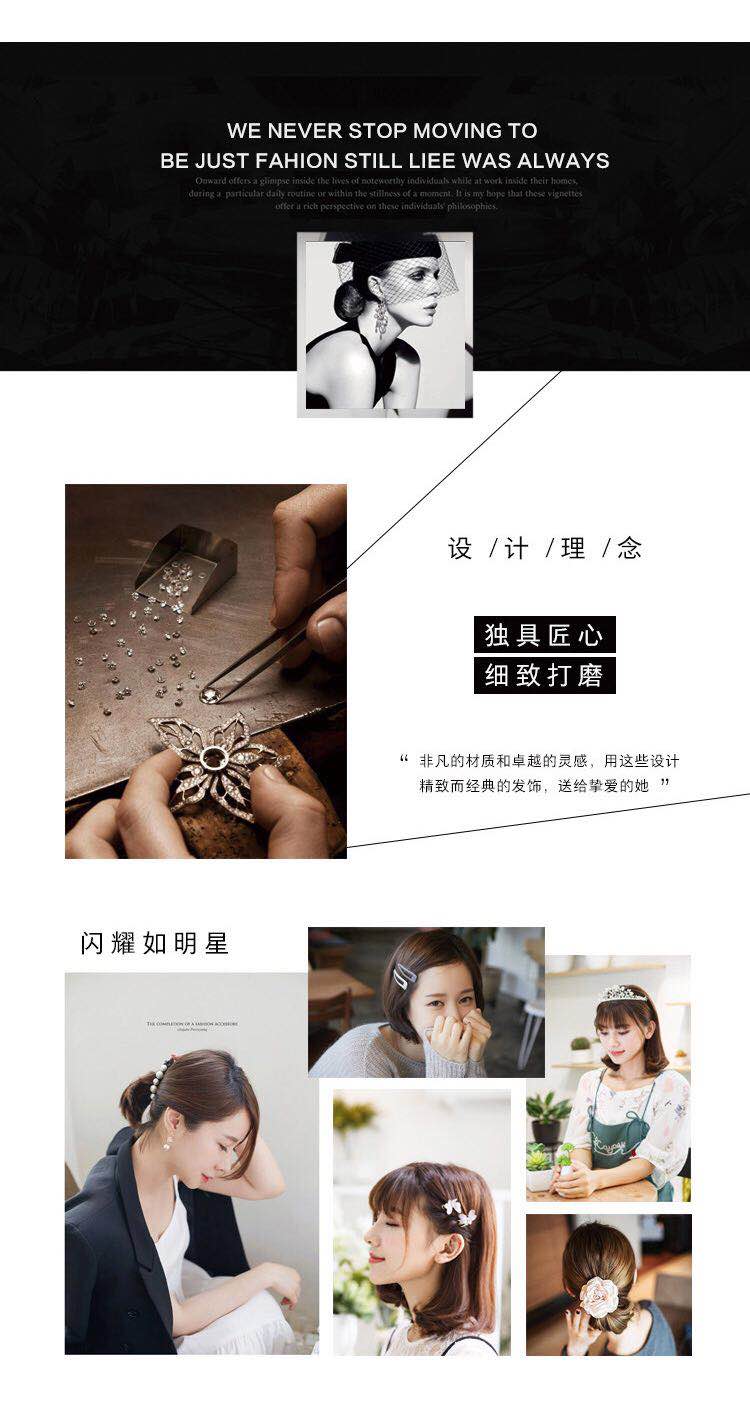 WE NEVER STOP MOVING TO
BE JUST FAHION STILL LIEE WAS ALWAYS
Onward offers a glimpse inside the lives of noteworthy individuals while at work inside their homes,
during a particular daily routine or within the stillness of a moment. It is my hope that these vignettes
offer a rich perspective on these individuals' philosophies.
设 / 计 / 理 / 念
独具匠心
细致打磨
“ 非凡的材质和卓越的灵感，用这些设计
精致而经典的发饰，送给挚爱的她 ”
闪耀如明星
THE COMPLETION OF A FASHION ACCESSORY